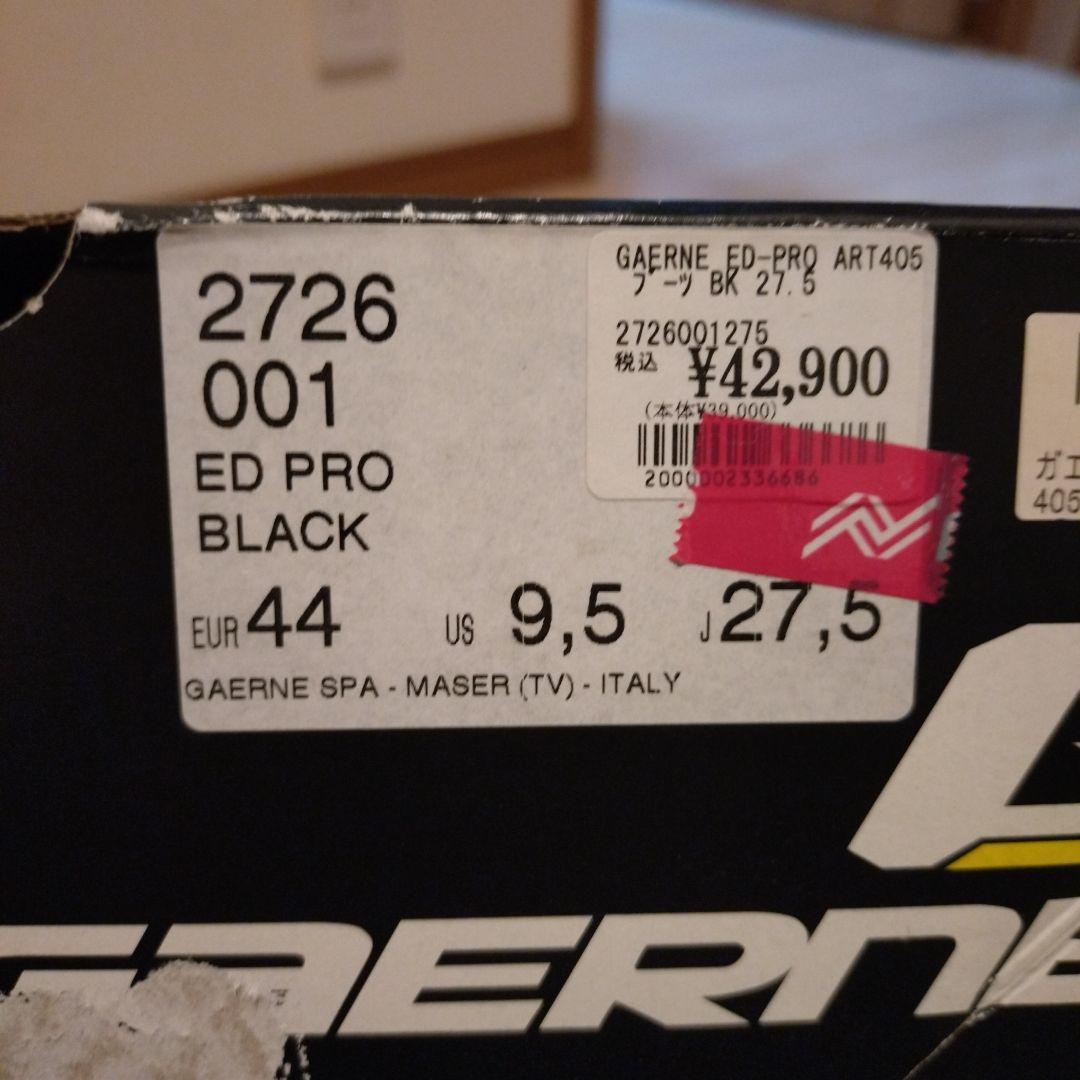 2726
001
ED PRO
BLACK
EUR 44 US 9,5 J 27,5
GAERNE SPA - MASER (TV) - ITALY
GAERNE ED-PRO ART405
ブーツ BK 27.5
2726001275
税込 ¥42,900
(本体¥39,000)
2000002336686
ガエ
405
GAERNE